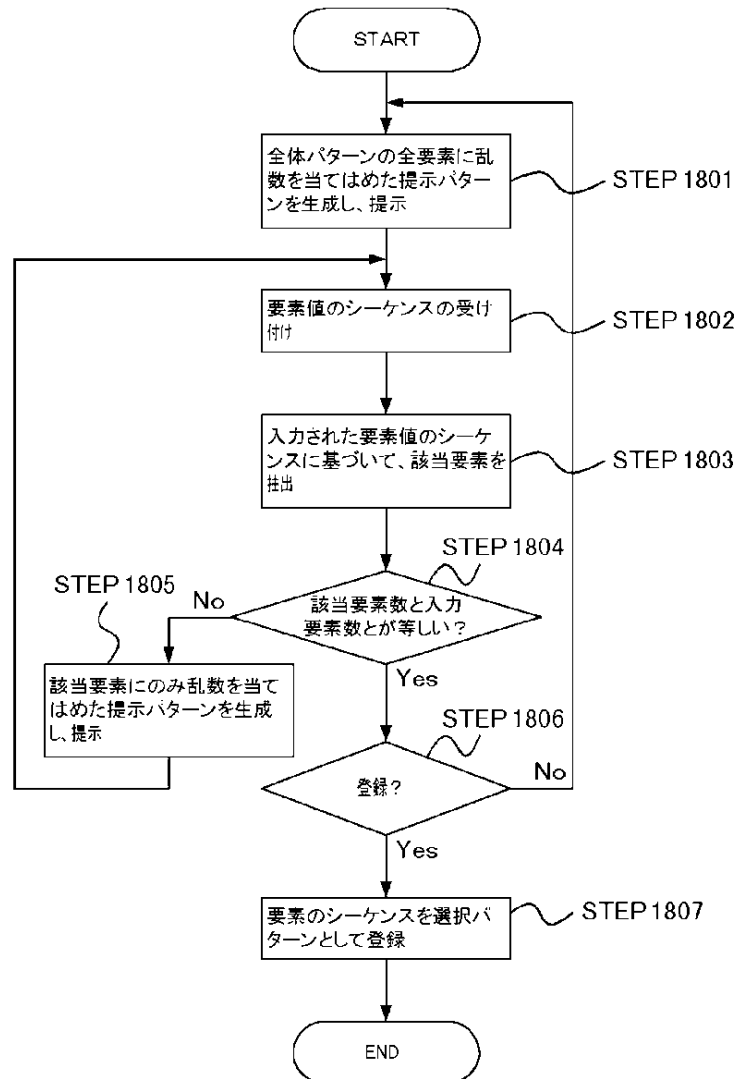 START
全体パターンの全要素に乱
数を当てはめた提示パター
ンを生成し、提示
STEP 1801
要素値のシーケンスの受け
付け
STEP 1802
入力された要素値のシーケ
ンスに基づいて、該当要素を
抽出
STEP 1803
STEP 1804
該当要素数と入力
要素数とが等しい?
No
Yes
STEP 1805
該当要素にのみ乱数を当て
はめた提示パターンを生成
し、提示
STEP 1806
登録?
No
Yes
要素のシーケンスを選択パ
ターンとして登録
STEP 1807
END